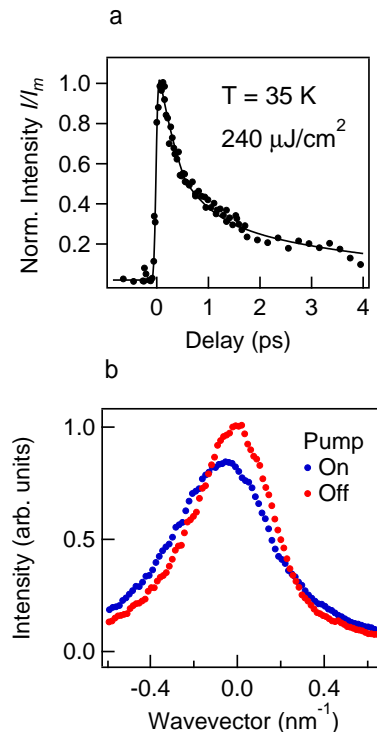 a
Norm. Intensity I/Im
1.0
0.8
0.6
0.4
0.2
T = 35 K
240 μJ/cm²
0 1 2 3 4
Delay (ps)
b
Intensity (arb. units)
1.0
0.5
0.0
Pump
On
Off
-0.4 0.0 0.4
Wavevector (nm⁻¹)